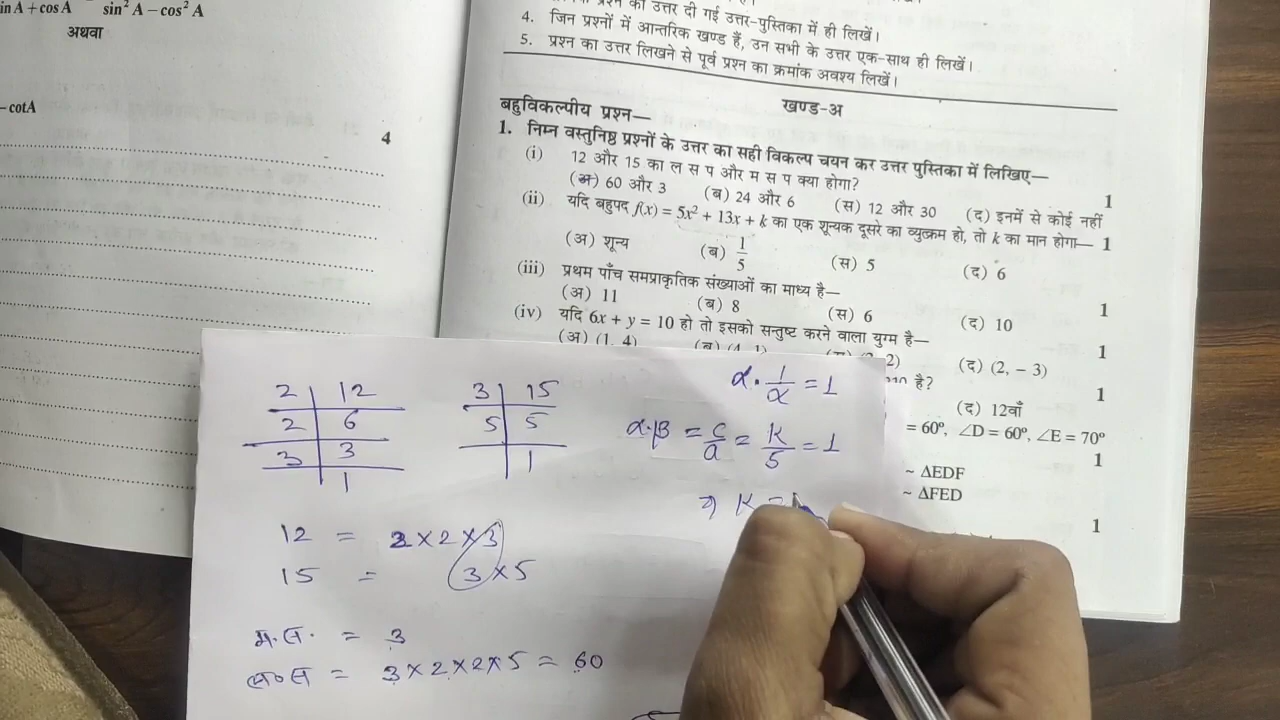 sin² A – cos² A
अथवा
–cotA
4
4. जिन प्रश्नों में आन्तरिक खण्ड हैं, उन सभी के उत्तर एक-साथ ही लिखें।
5. प्रश्न का उत्तर लिखने से पूर्व प्रश्न का क्रमांक अवश्य लिखें।
खण्ड-अ
बहुविकल्पीय प्रश्न—
1. निम्न वस्तुनिष्ठ प्रश्नों के उत्तर का सही विकल्प चयन कर उत्तर पुस्तिका में लिखिए—
(i) 12 और 15 का ल स प और म स प क्या होगा? 1
(अ) 60 और 3 (ब) 24 और 6 (स) 12 और 30 (द) इनमें से कोई नहीं
(ii) यदि बहुपद f(x) = 5x² + 13x + k का एक शून्यक दूसरे का व्युत्क्रम हो, तो k का मान होगा— 1
(अ) शून्य (ब) 1/5 (स) 5 (द) 6
(iii) प्रथम पाँच समप्राकृतिक संख्याओं का माध्य है— 1
(अ) 11 (ब) 8 (स) 6 (द) 10
(iv) यदि 6x + y = 10 हो तो इसको सन्तुष्ट करने वाला युग्म है— 1
(अ) (1, 4) (ब) (4, 1) 2) (द) (2, – 3)
है? 1
(द) 12वाँ
= 60°, ∠D = 60°, ∠E = 70°
1
~ ΔEDF
~ ΔFED
1
2 | 12
2 | 6
3 | 3
1
3 | 15
5 | 5
1
α · 1/α = 1
α·β = c/a = K/5 = 1
⇒ K =
12 = 2×2×3
15 = 3×5
म.स. = 3
ल०स = 3×2×2×5 = 60